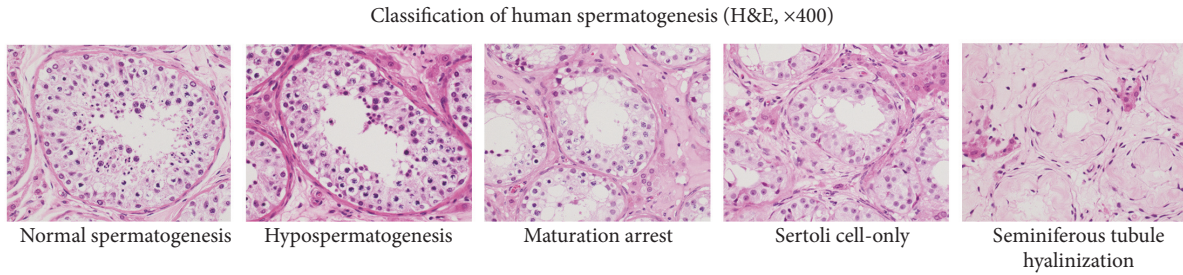 Classification of human spermatogenesis (H&E, ×400)
Normal spermatogenesis
Hypospermatogenesis
Maturation arrest
Sertoli cell-only
Seminiferous tubule
hyalinization